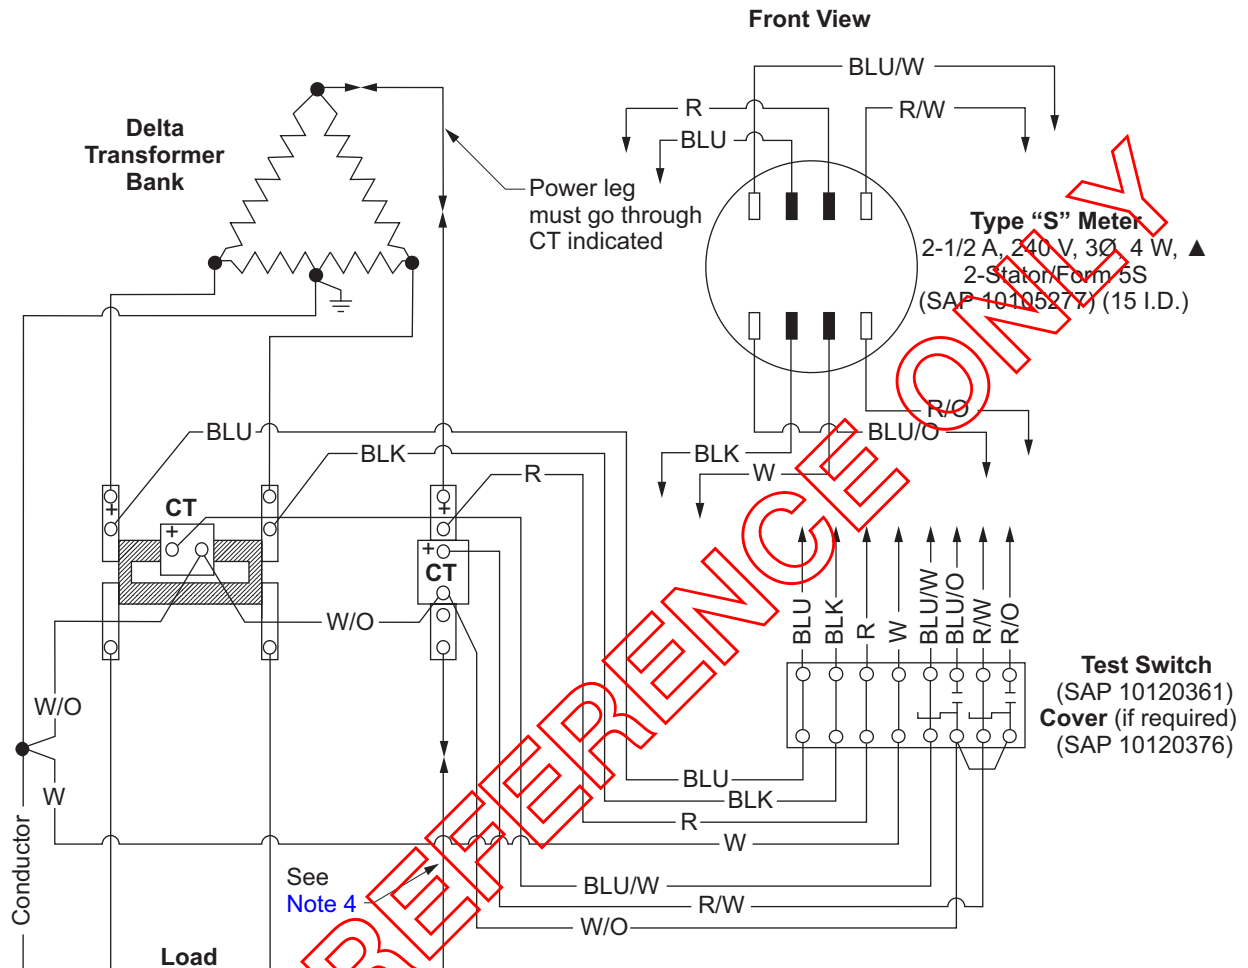 Front View
BLU/W
R
R/W
BLU
Delta
Transformer
Bank
Power leg
must go through
CT indicated
Type “S” Meter
2-1/2 A, 240 V, 3Ø, 4 W, ▲
2-Stator/Form 5S
(SAP 10105277) (15 I.D.)
R/O
BLU/O
BLK
W
BLU
BLK
R
+
CT
+
+
+
CT
W/O
BLU
BLK
R
W
BLU/W
BLU/O
R/W
R/O
Test Switch
(SAP 10120361)
Cover (if required)
(SAP 10120376)
W/O
W
BLU
BLK
R
W
BLU/W
R/W
W/O
See
Note 4
Conductor
Load
REFERENCE ONLY